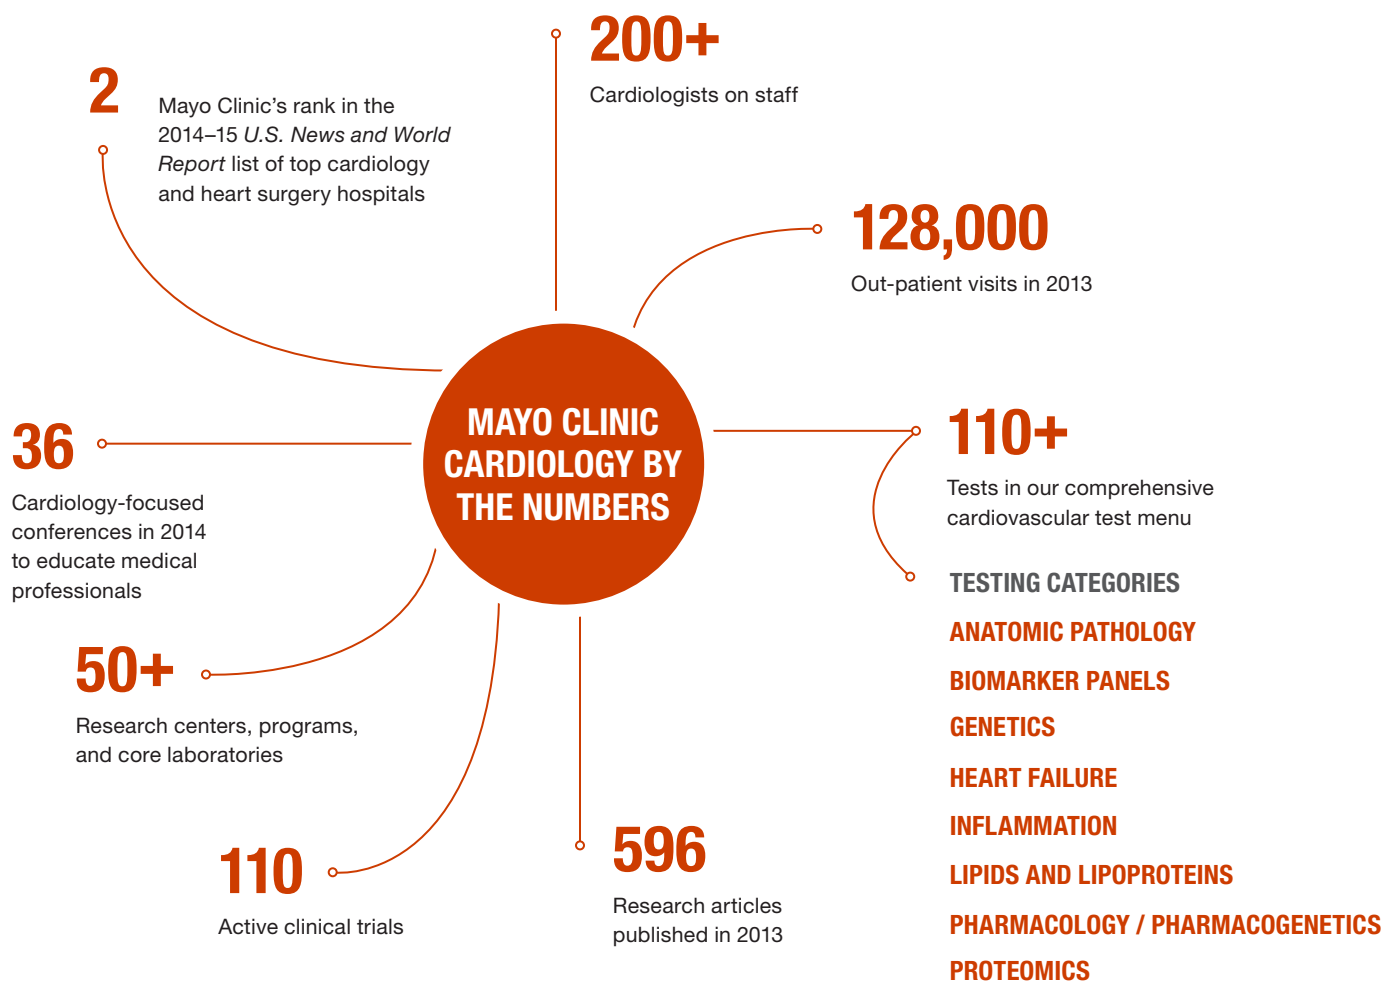 200+
Cardiologists on staff
2
Mayo Clinic’s rank in the
2014–15 U.S. News and World
Report list of top cardiology
and heart surgery hospitals
128,000
Out-patient visits in 2013
MAYO CLINIC
CARDIOLOGY BY
THE NUMBERS
110+
Tests in our comprehensive
cardiovascular test menu
36
Cardiology-focused
conferences in 2014
to educate medical
professionals
TESTING CATEGORIES
ANATOMIC PATHOLOGY
BIOMARKER PANELS
GENETICS
HEART FAILURE
INFLAMMATION
LIPIDS AND LIPOPROTEINS
PHARMACOLOGY / PHARMACOGENETICS
PROTEOMICS
50+
Research centers, programs,
and core laboratories
110
Active clinical trials
596
Research articles
published in 2013